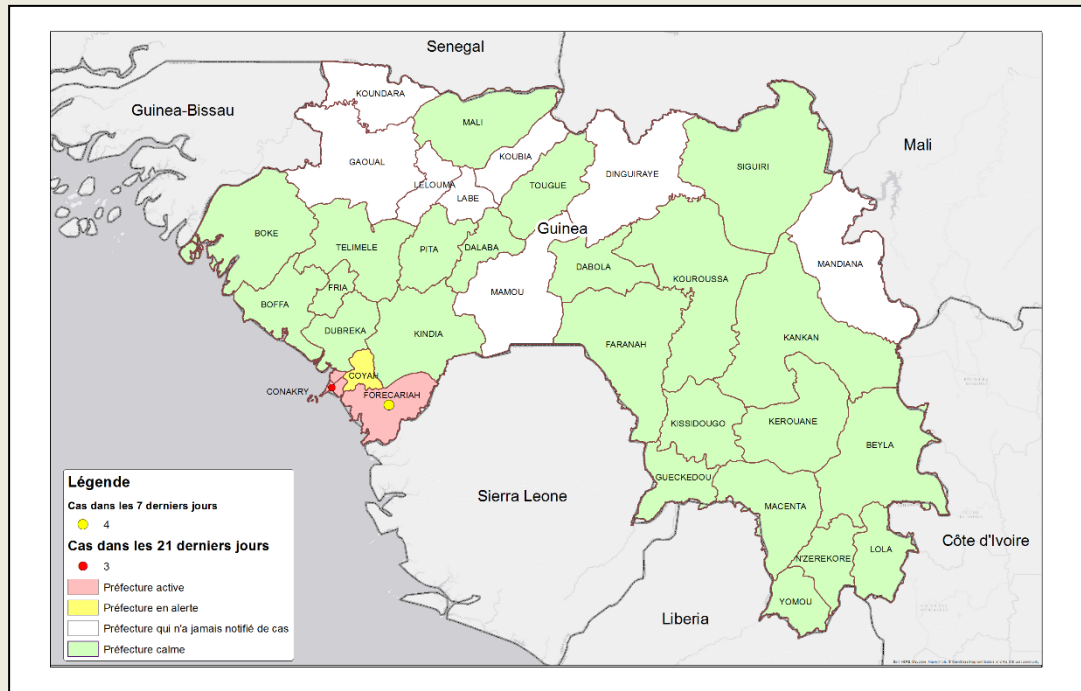 Senegal
KOUNDARA
Guinea-Bissau
MALI
Mali
KOUBIA
GAOUAL
SIGUIRI
DINGUIRAYE
LELOUMA
TOUGUE
LABE
Guinea
BOKE
TELIMELE
PITA
DALABA
MANDIANA
DABOLA
KOUROUSSA
FRIA
MAMOU
BOFFA
DUBREKA
KINDIA
KANKAN
FARANAH
COYAH
CONAKRY
FORECARIAH
KISSIDOUGO
KEROUANE
BEYLA
GUECKEDOU
Sierra Leone
MACENTA
Côte d'Ivoire
LOLA
N'ZEREKORE
YOMOU
Liberia
Légende
Cas dans les 7 derniers jours
4
Cas dans les 21 derniers jours
3
Préfecture active
Préfecture en alerte
Préfecture qui n'a jamais notifié de cas
Préfecture calme